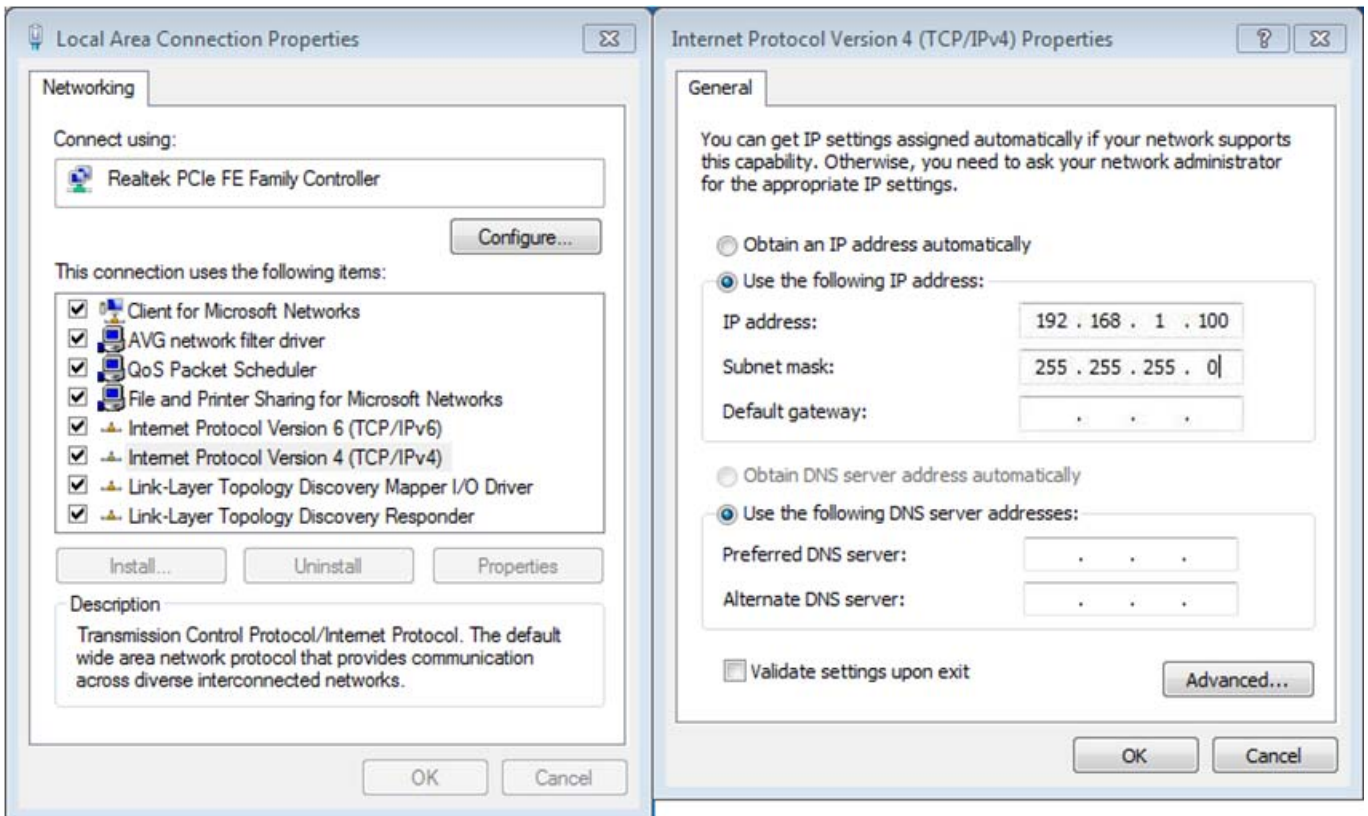 Local Area Connection Properties
Networking
Connect using:
Realtek PCIe FE Family Controller
Configure...
This connection uses the following items:
Client for Microsoft Networks
AVG network filter driver
QoS Packet Scheduler
File and Printer Sharing for Microsoft Networks
Internet Protocol Version 6 (TCP/IPv6)
Internet Protocol Version 4 (TCP/IPv4)
Link-Layer Topology Discovery Mapper I/O Driver
Link-Layer Topology Discovery Responder
Install...
Uninstall
Properties
Description
Transmission Control Protocol/Internet Protocol. The default
wide area network protocol that provides communication
across diverse interconnected networks.
OK
Cancel
Internet Protocol Version 4 (TCP/IPv4) Properties
General
You can get IP settings assigned automatically if your network supports
this capability. Otherwise, you need to ask your network administrator
for the appropriate IP settings.
Obtain an IP address automatically
Use the following IP address:
IP address:
192 . 168 . 1 . 100
Subnet mask:
255 . 255 . 255 . 0
Default gateway:
. . .
Obtain DNS server address automatically
Use the following DNS server addresses:
Preferred DNS server:
. . .
Alternate DNS server:
. . .
Validate settings upon exit
Advanced...
OK
Cancel